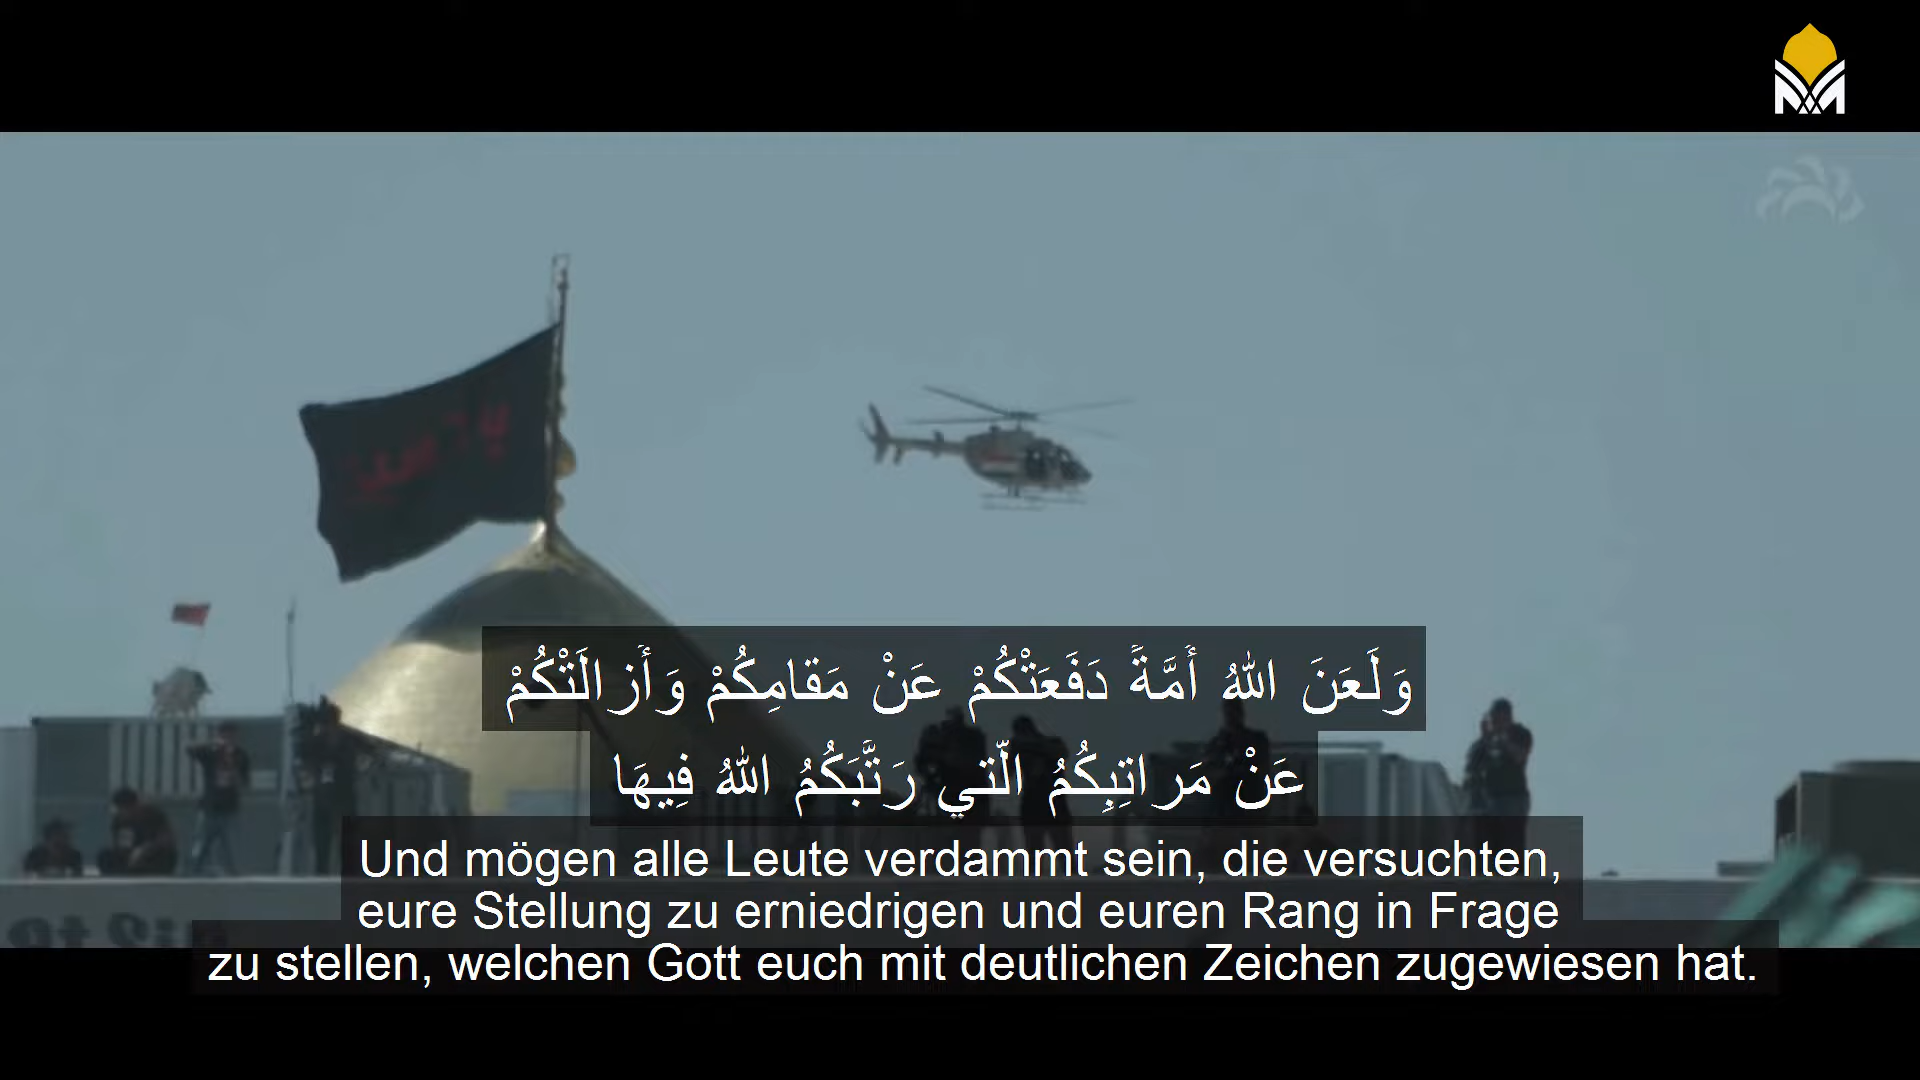 وَلَعَنَ اللهُ أُمَّةً دَفَعَتْكُمْ عَنْ مَقامِكُمْ وَأَزالَتْكُمْ
عَنْ مَراتِبِكُمُ الَّتي رَتَّبَكُمُ اللهُ فِيهَا
Und mögen alle Leute verdammt sein, die versuchten,
eure Stellung zu erniedrigen und euren Rang in Frage
zu stellen, welchen Gott euch mit deutlichen Zeichen zugewiesen hat.